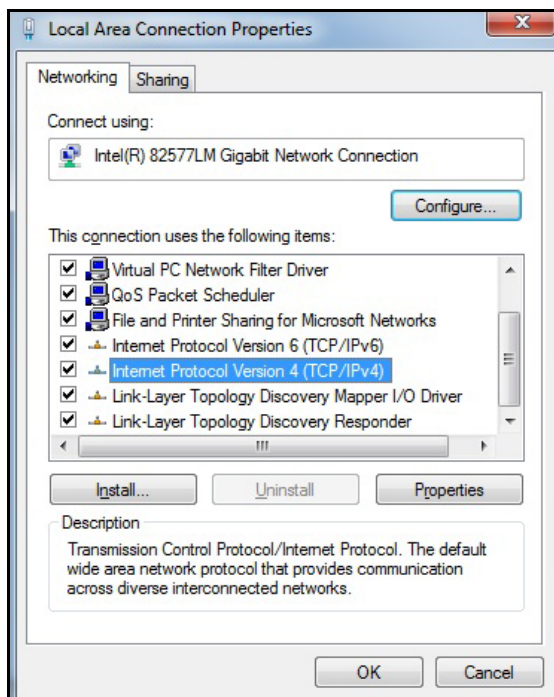 Local Area Connection Properties
Networking
Sharing
Connect using:
Intel(R) 82577LM Gigabit Network Connection
Configure...
This connection uses the following items:
Virtual PC Network Filter Driver
QoS Packet Scheduler
File and Printer Sharing for Microsoft Networks
Internet Protocol Version 6 (TCP/IPv6)
Internet Protocol Version 4 (TCP/IPv4)
Link-Layer Topology Discovery Mapper I/O Driver
Link-Layer Topology Discovery Responder
Install...
Uninstall
Properties
Description
Transmission Control Protocol/Internet Protocol. The default
wide area network protocol that provides communication
across diverse interconnected networks.
OK
Cancel